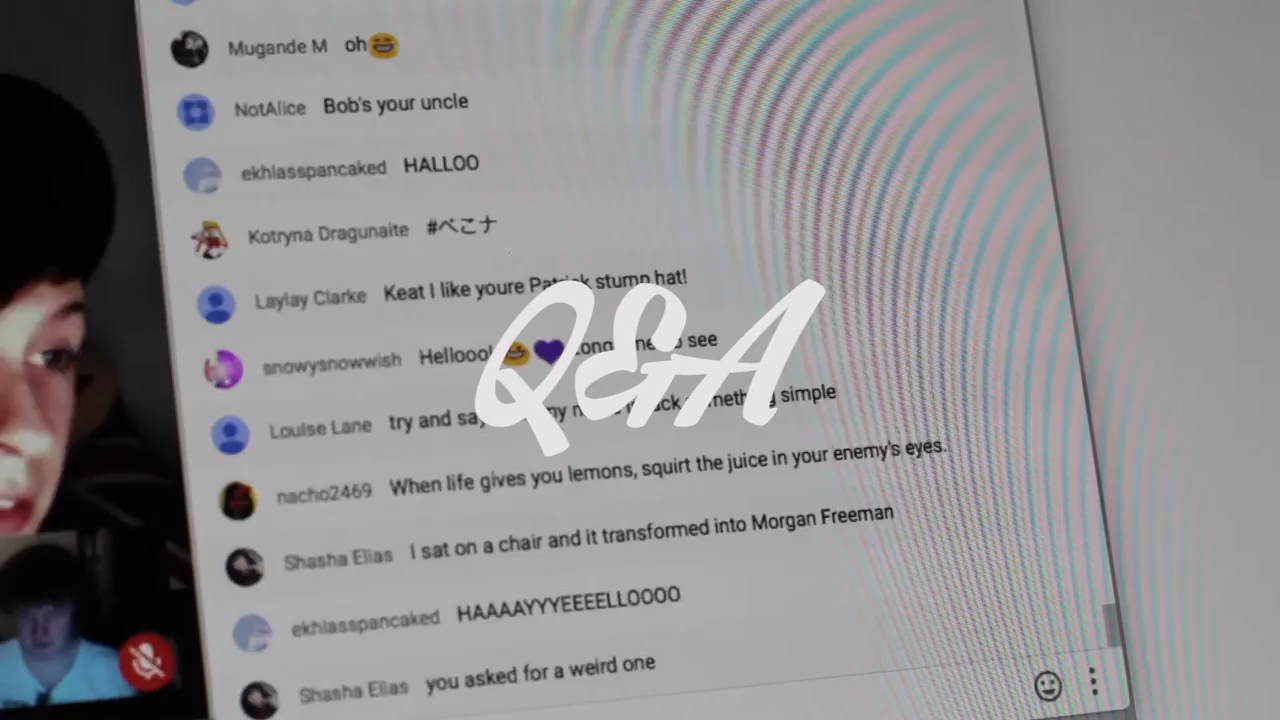 Mugande M oh😄
NotAlice Bob's your uncle
ekhlasspancaked HALLOO
Kotryna Dragunaite #べこナ
Laylay Clarke Keat I like youre Patrick stump hat!
snowysnowwish Helloool 😄💜 see
Louise Lane try and say simple
Q&A
nacho2469 When life gives you lemons, squirt the juice in your enemy's eyes.
Shasha Elias I sat on a chair and it transformed into Morgan Freeman
ekhlasspancaked HAAAAYYYEEEELLOOOO
Shasha Elias you asked for a weird one